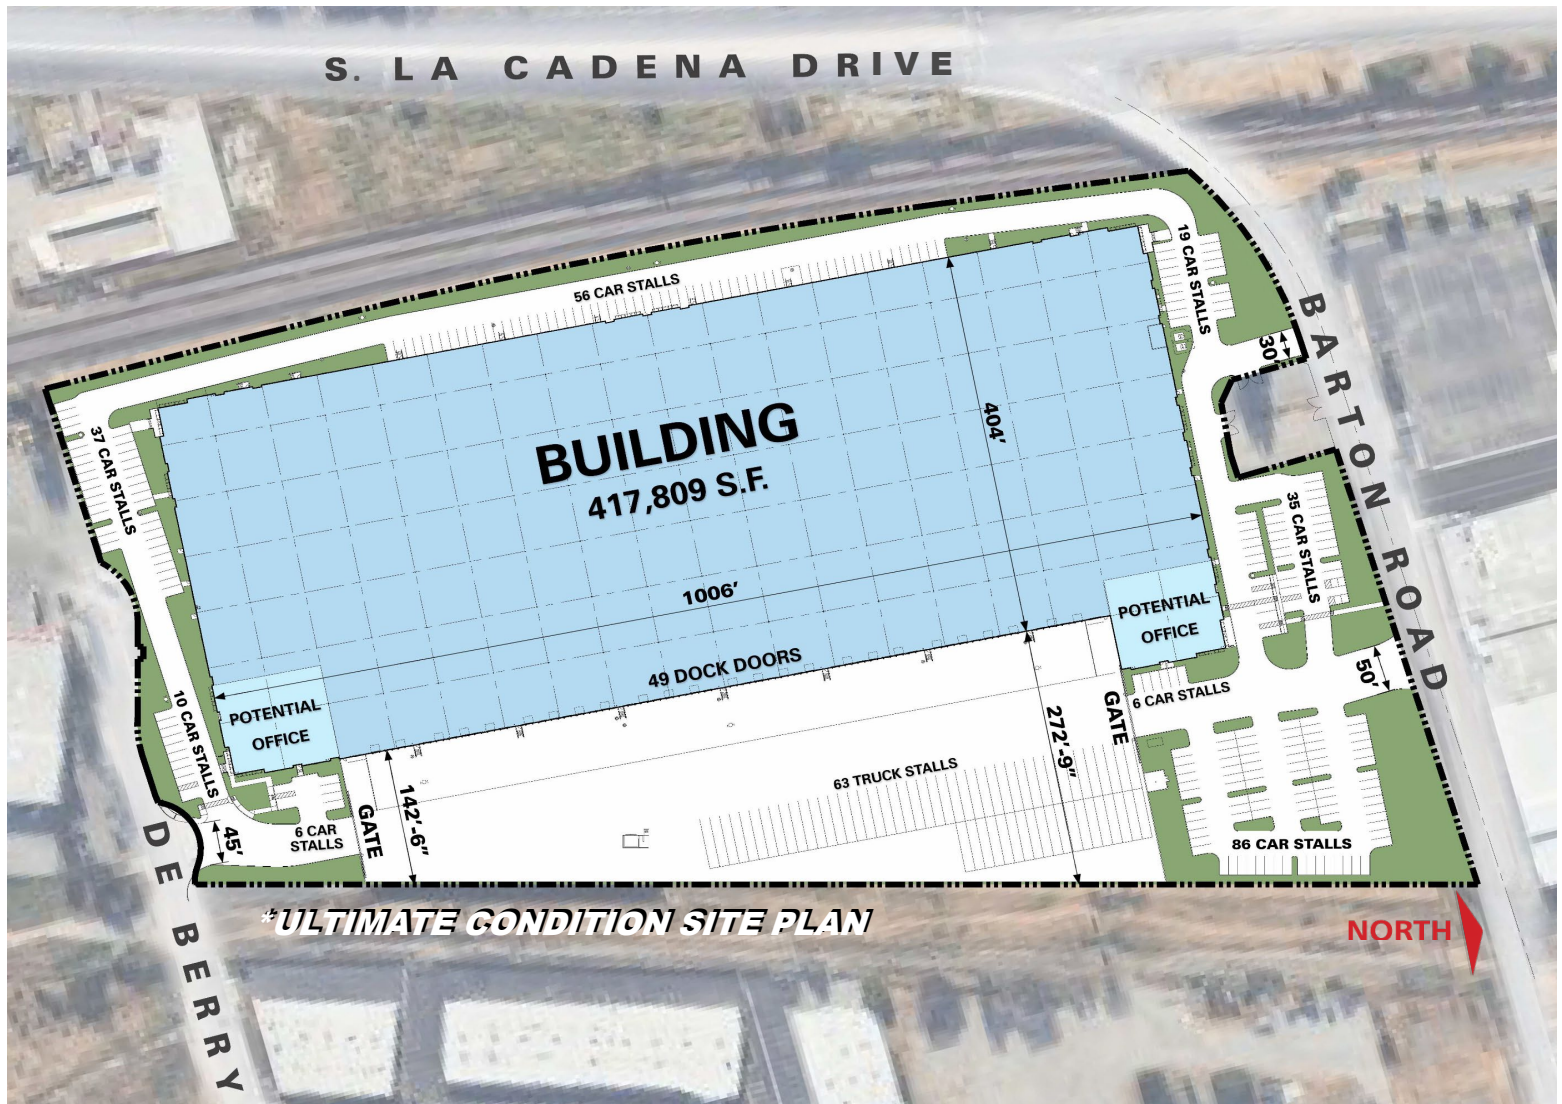 S. LA CADENA DRIVE
56 CAR STALLS
19 CAR STALLS
30'
BARTON ROAD
37 CAR STALLS
BUILDING
417,809 S.F.
404'
35 CAR STALLS
1006'
POTENTIAL
OFFICE
49 DOCK DOORS
50'
6 CAR STALLS
GATE
10 CAR STALLS
POTENTIAL
OFFICE
272'-9"
63 TRUCK STALLS
142'-6"
GATE
6 CAR
STALLS
45'
86 CAR STALLS
DE BERRY
*ULTIMATE CONDITION SITE PLAN
NORTH